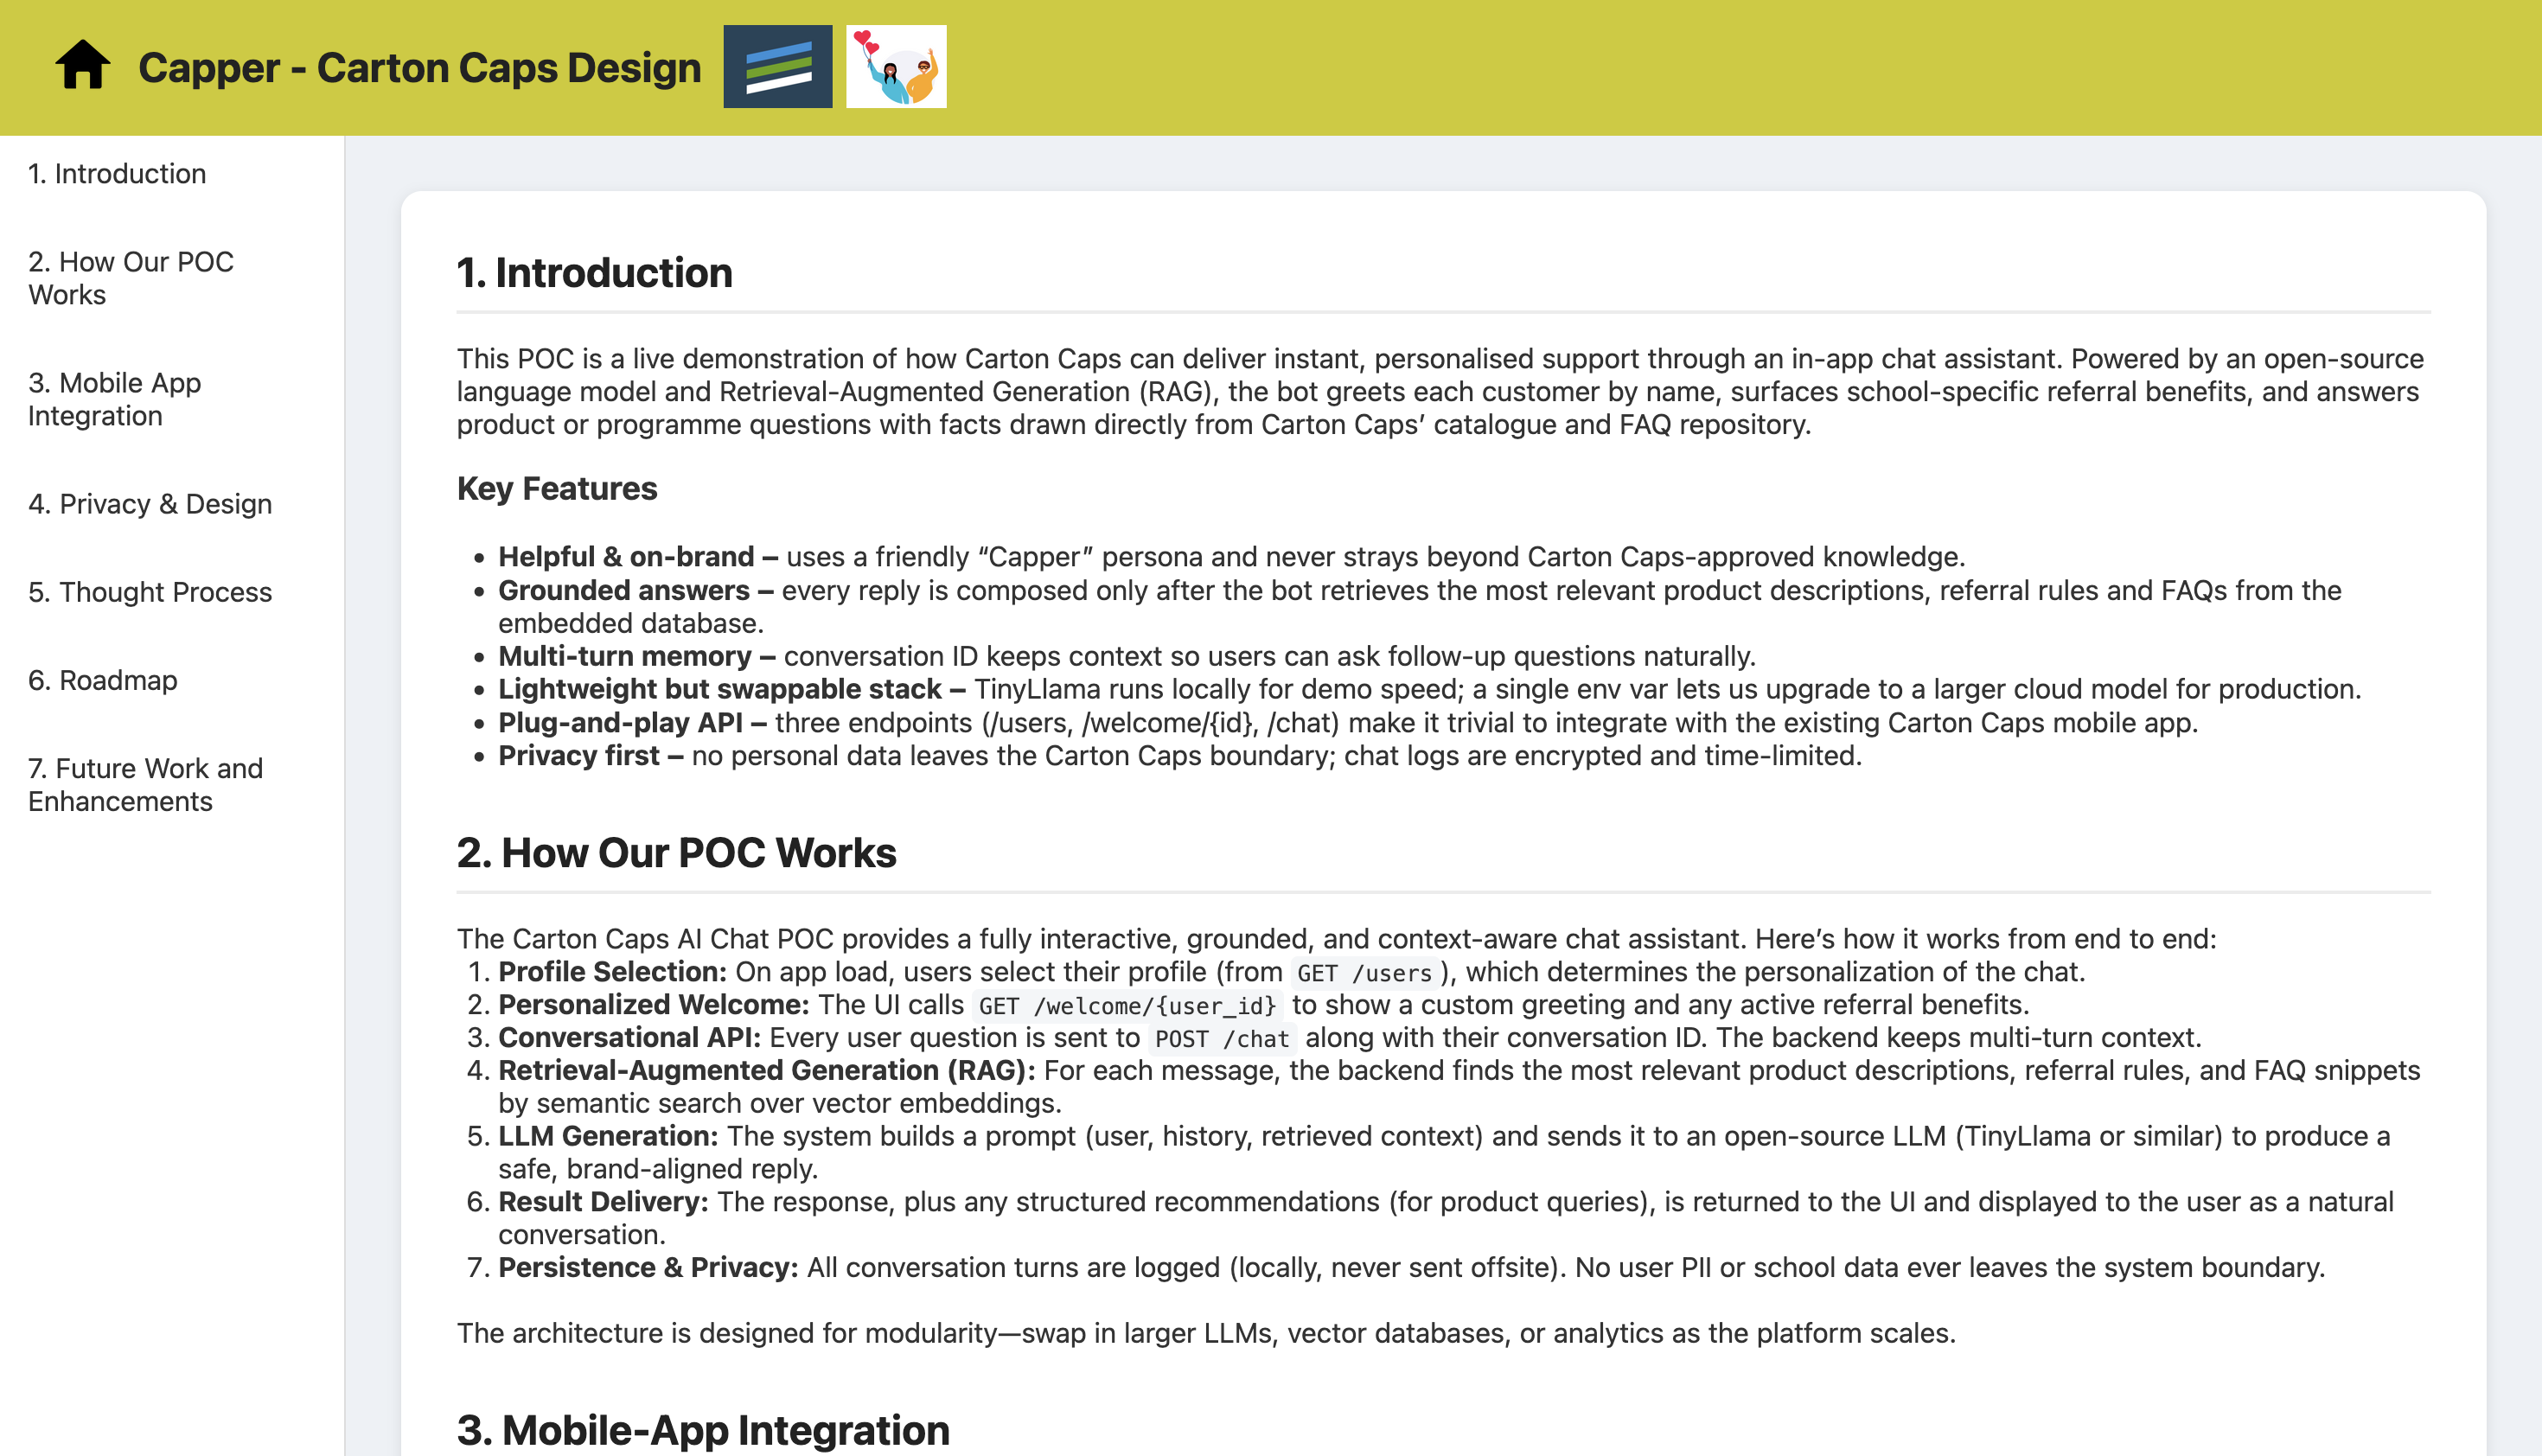 Capper - Carton Caps Design
1. Introduction
2. How Our POC
Works
3. Mobile App
Integration
4. Privacy & Design
5. Thought Process
6. Roadmap
7. Future Work and
Enhancements
1. Introduction
This POC is a live demonstration of how Carton Caps can deliver instant, personalised support through an in-app chat assistant. Powered by an open-source
language model and Retrieval-Augmented Generation (RAG), the bot greets each customer by name, surfaces school-specific referral benefits, and answers
product or programme questions with facts drawn directly from Carton Caps’ catalogue and FAQ repository.
Key Features
• Helpful & on-brand – uses a friendly “Capper” persona and never strays beyond Carton Caps-approved knowledge.
• Grounded answers – every reply is composed only after the bot retrieves the most relevant product descriptions, referral rules and FAQs from the
embedded database.
• Multi-turn memory – conversation ID keeps context so users can ask follow-up questions naturally.
• Lightweight but swappable stack – TinyLlama runs locally for demo speed; a single env var lets us upgrade to a larger cloud model for production.
• Plug-and-play API – three endpoints (/users, /welcome/{id}, /chat) make it trivial to integrate with the existing Carton Caps mobile app.
• Privacy first – no personal data leaves the Carton Caps boundary; chat logs are encrypted and time-limited.
2. How Our POC Works
The Carton Caps AI Chat POC provides a fully interactive, grounded, and context-aware chat assistant. Here’s how it works from end to end:
1. Profile Selection: On app load, users select their profile (from GET /users), which determines the personalization of the chat.
2. Personalized Welcome: The UI calls GET /welcome/{user_id} to show a custom greeting and any active referral benefits.
3. Conversational API: Every user question is sent to POST /chat along with their conversation ID. The backend keeps multi-turn context.
4. Retrieval-Augmented Generation (RAG): For each message, the backend finds the most relevant product descriptions, referral rules, and FAQ snippets
by semantic search over vector embeddings.
5. LLM Generation: The system builds a prompt (user, history, retrieved context) and sends it to an open-source LLM (TinyLlama or similar) to produce a
safe, brand-aligned reply.
6. Result Delivery: The response, plus any structured recommendations (for product queries), is returned to the UI and displayed to the user as a natural
conversation.
7. Persistence & Privacy: All conversation turns are logged (locally, never sent offsite). No user PII or school data ever leaves the system boundary.
The architecture is designed for modularity—swap in larger LLMs, vector databases, or analytics as the platform scales.
3. Mobile-App Integration